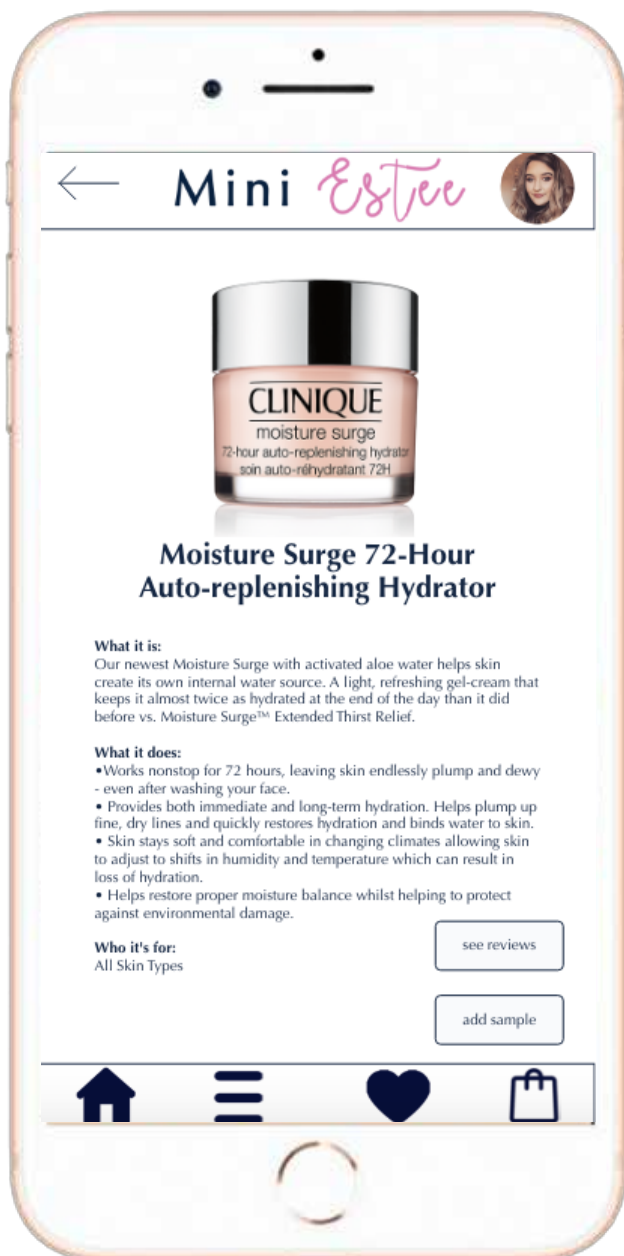 Mini Estee
CLINIQUE
moisture surge
72-hour auto-replenishing hydrator
soin auto-réhydratant 72H
Moisture Surge 72-Hour
Auto-replenishing Hydrator
What it is:
Our newest Moisture Surge with activated aloe water helps skin
create its own internal water source. A light, refreshing gel-cream that
keeps it almost twice as hydrated at the end of the day than it did
before vs. Moisture Surge™ Extended Thirst Relief.
What it does:
•Works nonstop for 72 hours, leaving skin endlessly plump and dewy
- even after washing your face.
• Provides both immediate and long-term hydration. Helps plump up
fine, dry lines and quickly restores hydration and binds water to skin.
• Skin stays soft and comfortable in changing climates allowing skin
to adjust to shifts in humidity and temperature which can result in
loss of hydration.
• Helps restore proper moisture balance whilst helping to protect
against environmental damage.
Who it's for:
All Skin Types
see reviews
add sample